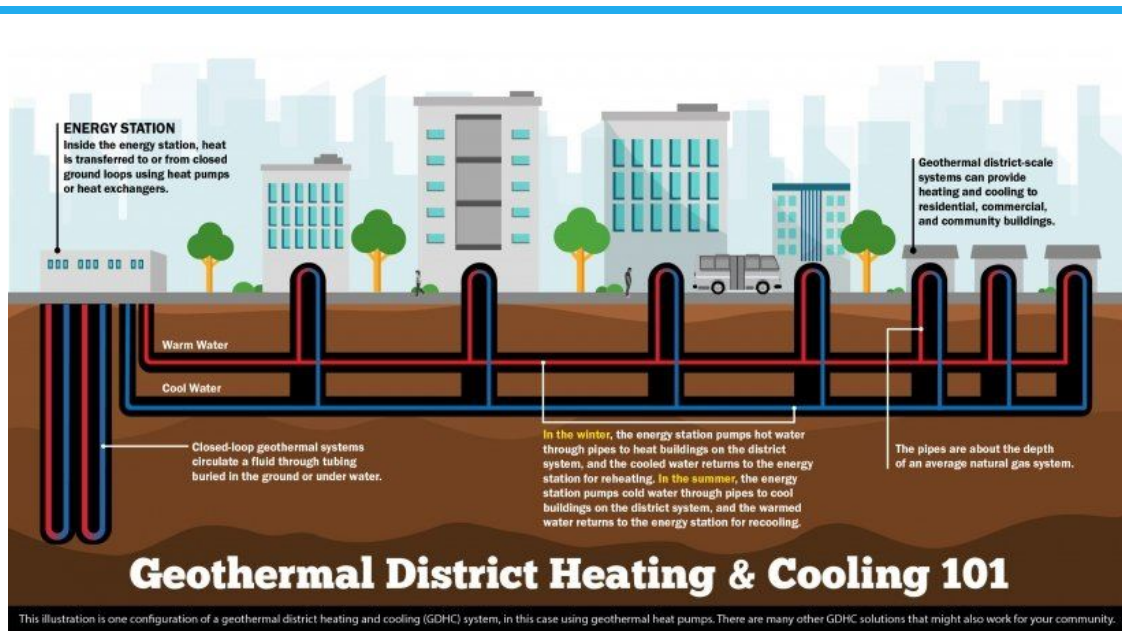 ENERGY STATION
Inside the energy station, heat
is transferred to or from closed
ground loops using heat pumps
or heat exchangers.
Geothermal district-scale
systems can provide
heating and cooling to
residential, commercial,
and community buildings.
Warm Water
Cool Water
Closed-loop geothermal systems
circulate a fluid through tubing
buried in the ground or under water.
In the winter, the energy station pumps hot water
through pipes to heat buildings on the district
system, and the cooled water returns to the energy
station for reheating. In the summer, the energy
station pumps cold water through pipes to cool
buildings on the district system, and the warmed
water returns to the energy station for recooling.
The pipes are about the depth
of an average natural gas system.
Geothermal District Heating & Cooling 101
This illustration is one configuration of a geothermal district heating and cooling (GDHC) system, in this case using geothermal heat pumps. There are many other GDHC solutions that might also work for your community.